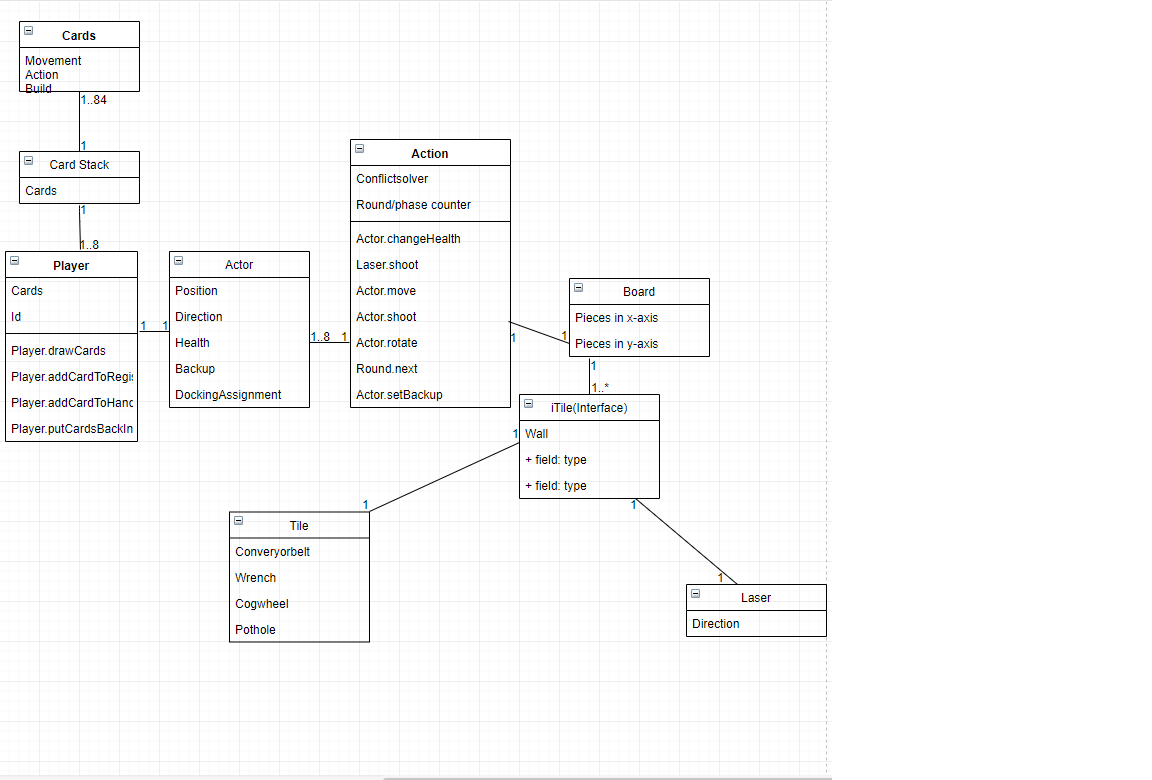 Cards
Movement
Action
Build
1..84
1
Card Stack
Cards
1
1..8
Player
Cards
Id
Player.drawCards
Player.addCardToRegis
Player.addCardToHand
Player.putCardsBackIn
1
1
Actor
Position
Direction
Health
Backup
DockingAssignment
1..8
1
Action
Conflictsolver
Round/phase counter
Actor.changeHealth
Laser.shoot
Actor.move
Actor.shoot
Actor.rotate
Round.next
Actor.setBackup
1
1
Board
Pieces in x-axis
Pieces in y-axis
1
1..*
iTile(Interface)
Wall
+ field: type
+ field: type
1
1
Tile
Converyorbelt
Wrench
Cogwheel
Pothole
1
1
Laser
Direction